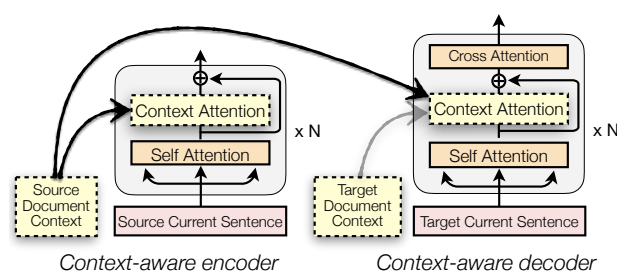 Cross Attention
Context Attention
Context Attention
x N
x N
Self Attention
Self Attention
Source
Document
Context
Target
Document
Context
Source Current Sentence
Target Current Sentence
Context-aware encoder
Context-aware decoder